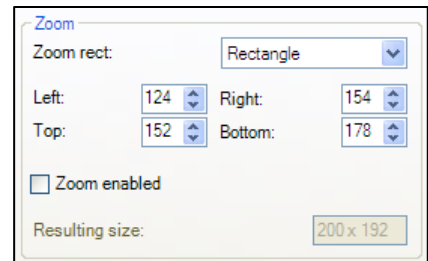 Zoom
Zoom rect: Rectangle
Left: 124 Right: 154
Top: 152 Bottom: 178
Zoom enabled
Resulting size: 200 x 192